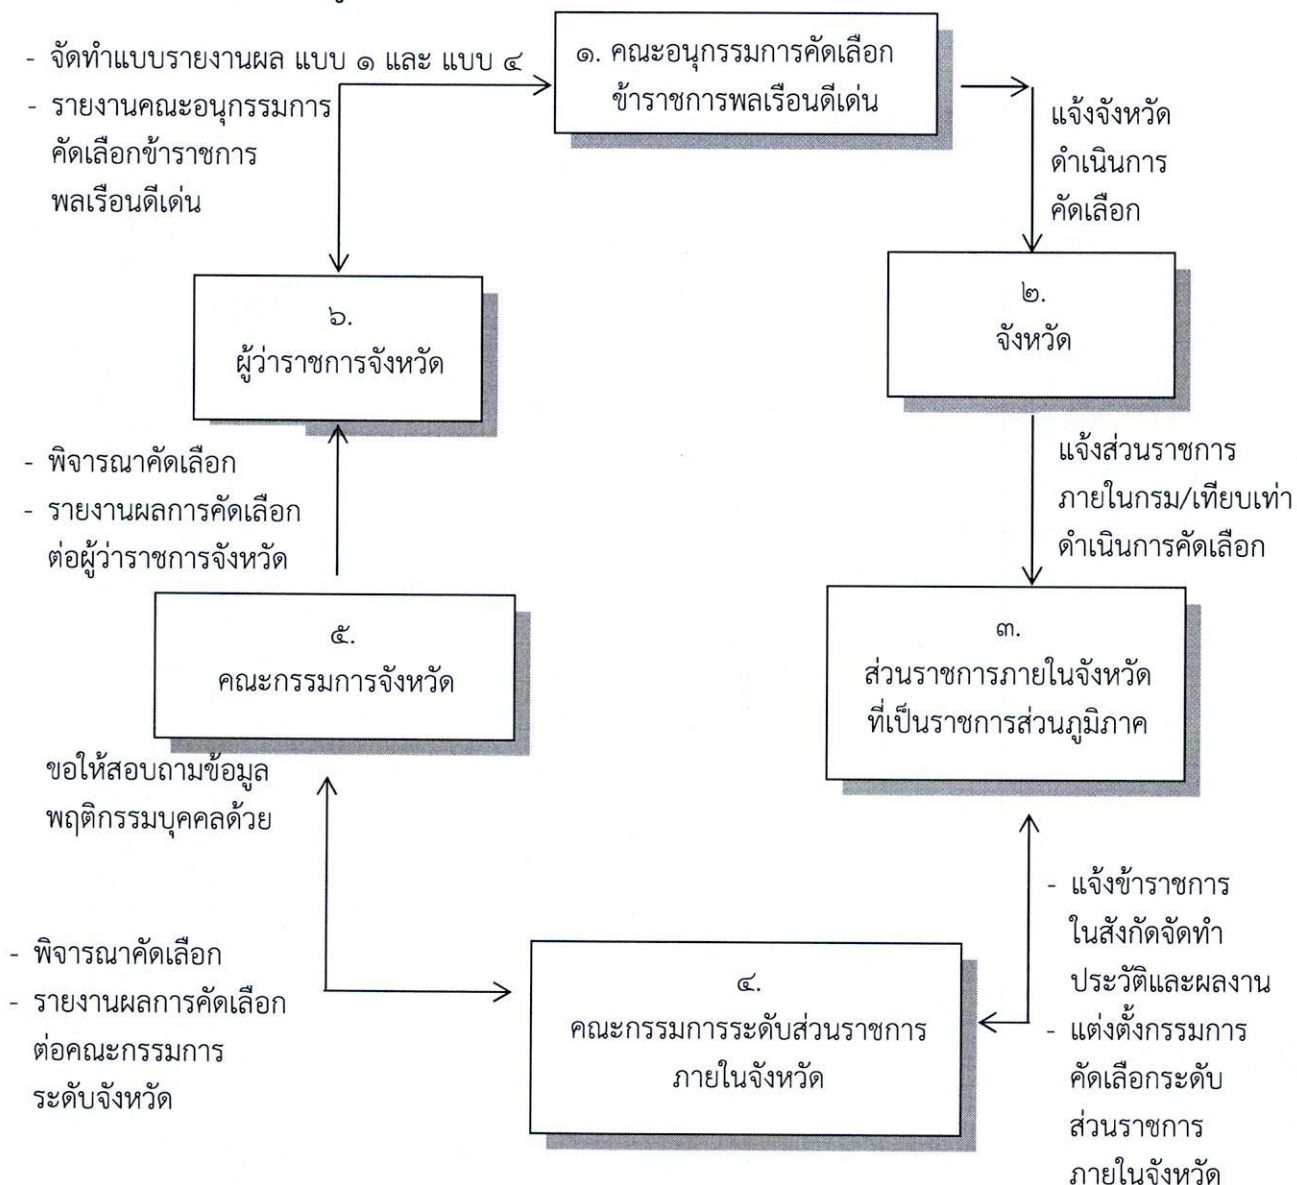 - จัดทำแบบรายงานผล แบบ ๑ และ แบบ ๔
- รายงานคณะอนุกรรมการ
คัดเลือกข้าราชการ
พลเรือนดีเด่น
๑. คณะอนุกรรมการคัดเลือก
ข้าราชการพลเรือนดีเด่น
แจ้งจังหวัด
ดำเนินการ
คัดเลือก
๒.
จังหวัด
แจ้งส่วนราชการ
ภายในกรม/เทียบเท่า
ดำเนินการคัดเลือก
๓.
ส่วนราชการภายในจังหวัด
ที่เป็นราชการส่วนภูมิภาค
- แจ้งข้าราชการ
ในสังกัดจัดทำ
ประวัติและผลงาน
- แต่งตั้งกรรมการ
คัดเลือกระดับ
ส่วนราชการ
ภายในจังหวัด
๔.
คณะกรรมการระดับส่วนราชการ
ภายในจังหวัด
- พิจารณาคัดเลือก
- รายงานผลการคัดเลือก
ต่อคณะกรรมการ
ระดับจังหวัด
ขอให้สอบถามข้อมูล
พฤติกรรมบุคคลด้วย
๕.
คณะกรรมการจังหวัด
- พิจารณาคัดเลือก
- รายงานผลการคัดเลือก
ต่อผู้ว่าราชการจังหวัด
๖.
ผู้ว่าราชการจังหวัด